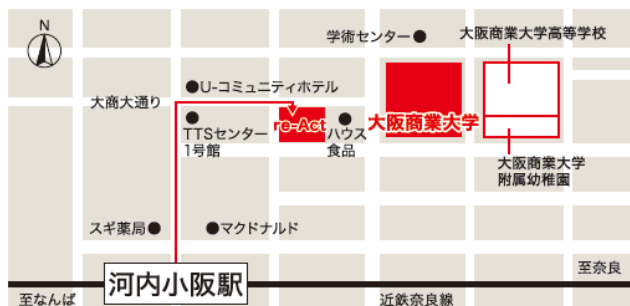 N
学術センター
大阪商業大学高等学校
U-コミュニティホテル
大商大通り
re-Act
大阪商業大学
TTSセンター
1号館
ハウス
食品
大阪商業大学
附属幼稚園
スギ薬局
マクドナルド
至奈良
河内小阪駅
至なんば
近鉄奈良線